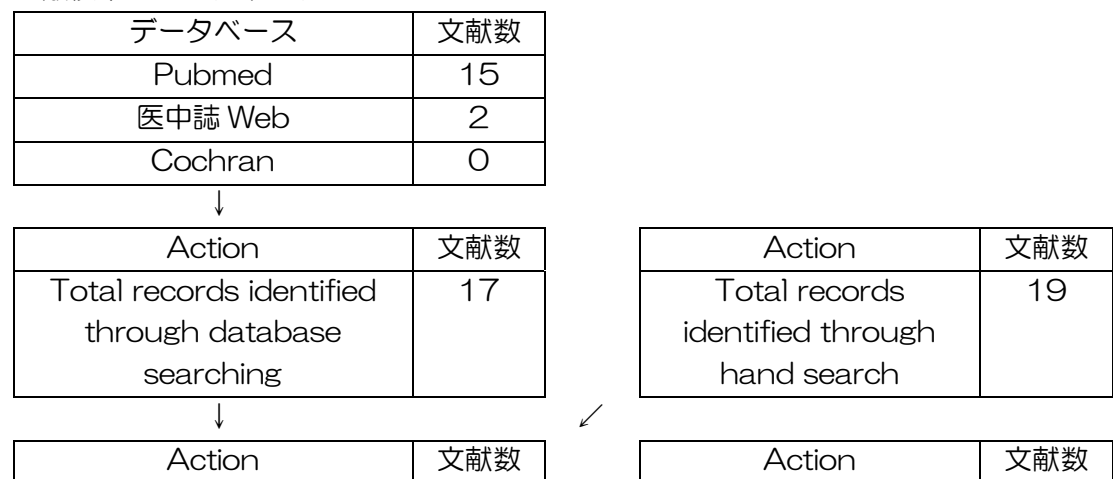 データベース 文献数
Pubmed 15
医中誌 Web 2
Cochran 0
↓
Action 文献数 Action 文献数
Total records identified 17 Total records 19
through database identified through
searching hand search
↓ ↙
Action 文献数 Action 文献数